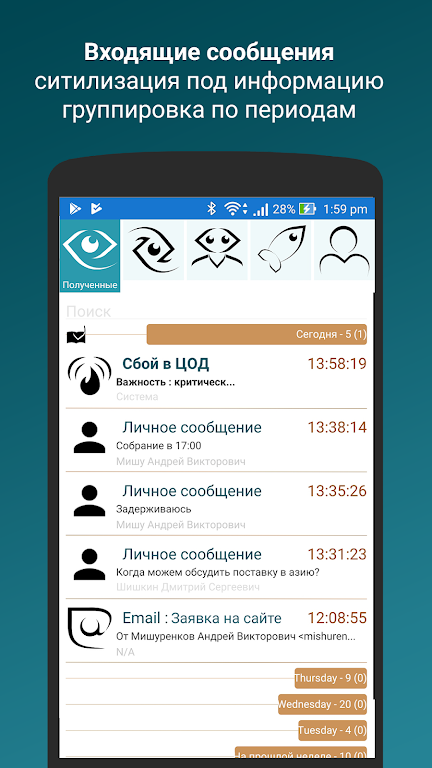 Входящие сообщения
ситилизация под информацию
группировка по периодам
28% 1:59 pm
Полученные
Поиск
Сегодня - 5 (1)
Сбой в ЦОД 13:58:19
Важность : критическ...
Система
Личное сообщение 13:38:14
Собрание в 17:00
Мишу Андрей Викторович
Личное сообщение 13:35:26
Задерживаюсь
Мишу Андрей Викторович
Личное сообщение 13:31:23
Когда можем обсудить поставку в азию?
Шишкин Дмитрий Сергеевич
Email : Заявка на сайте 12:08:55
От Мишуренков Андрей Викторович <mishuren...
N/A
Thursday - 9 (0)
Wednesday - 20 (0)
Tuesday - 4 (0)
На прошлой неделе - 10 (0)